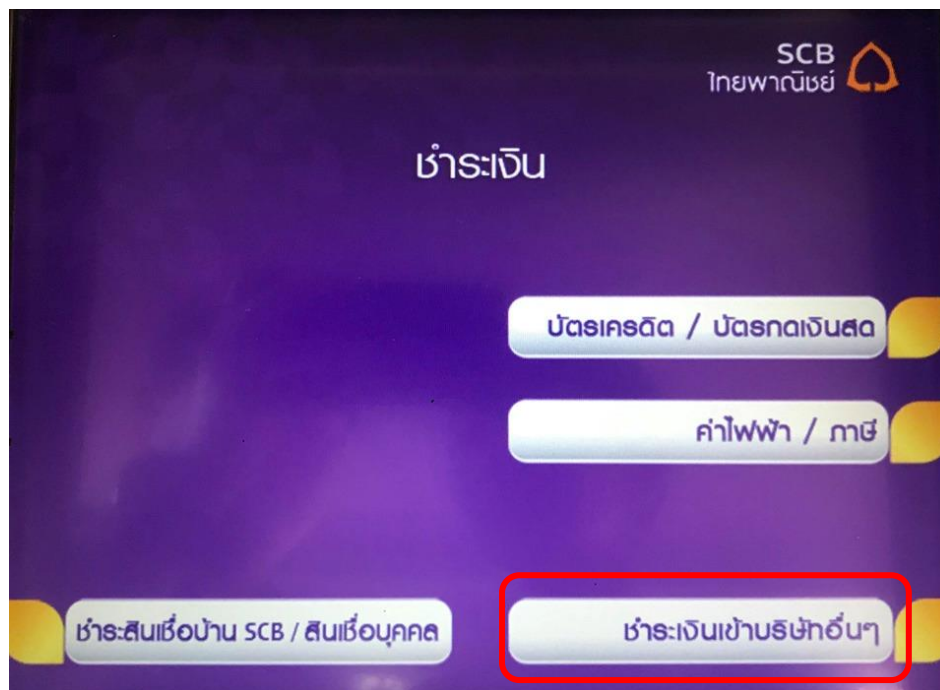 SCB
ไทยพาณิชย์
ชำระเงิน
บัตรเครดิต / บัตรกดเงินสด
ค่าไฟฟ้า / ภาษี
ชำระสินเชื่อบ้าน SCB / สินเชื่อบุคคล
ชำระเงินเข้าบริษัทอื่นๆ